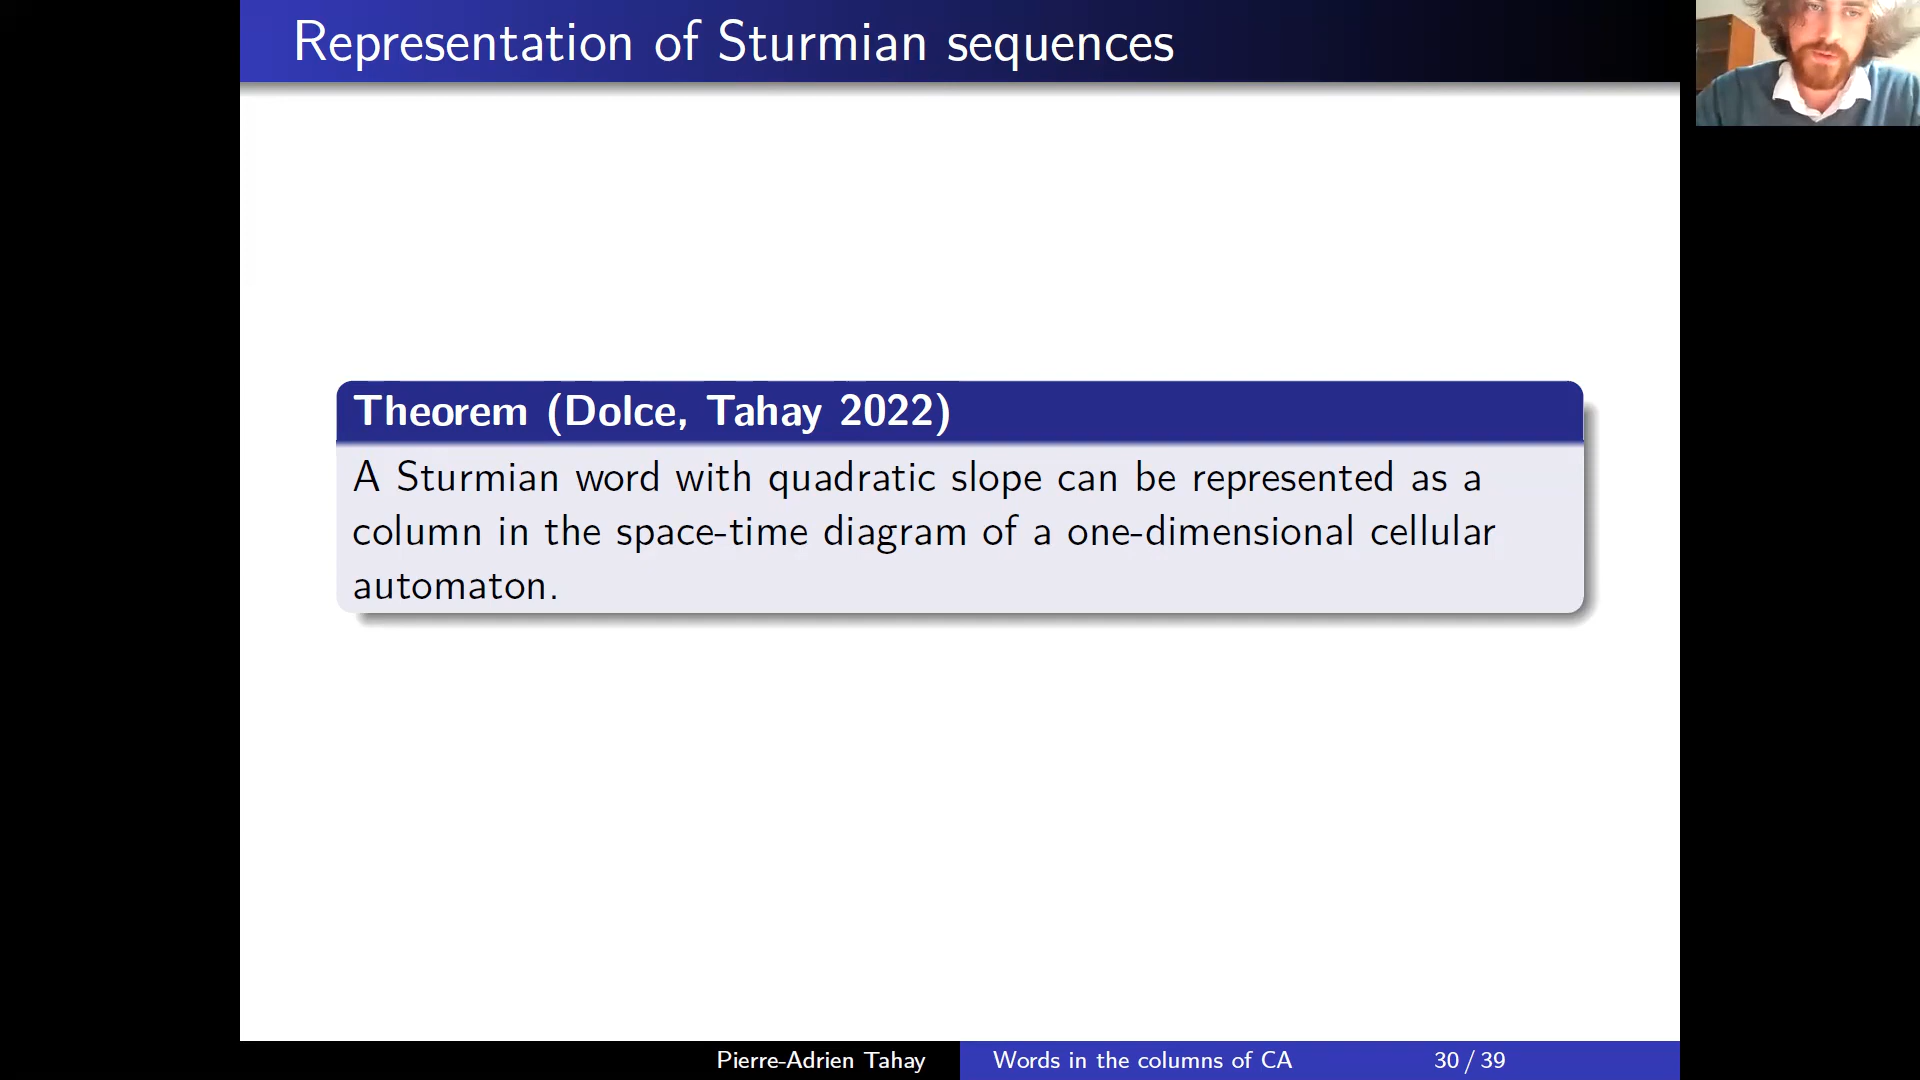 Representation of Sturmian sequences
Theorem (Dolce, Tahay 2022)
A Sturmian word with quadratic slope can be represented as a
column in the space-time diagram of a one-dimensional cellular
automaton.
Pierre-Adrien Tahay
Words in the columns of CA
30 / 39